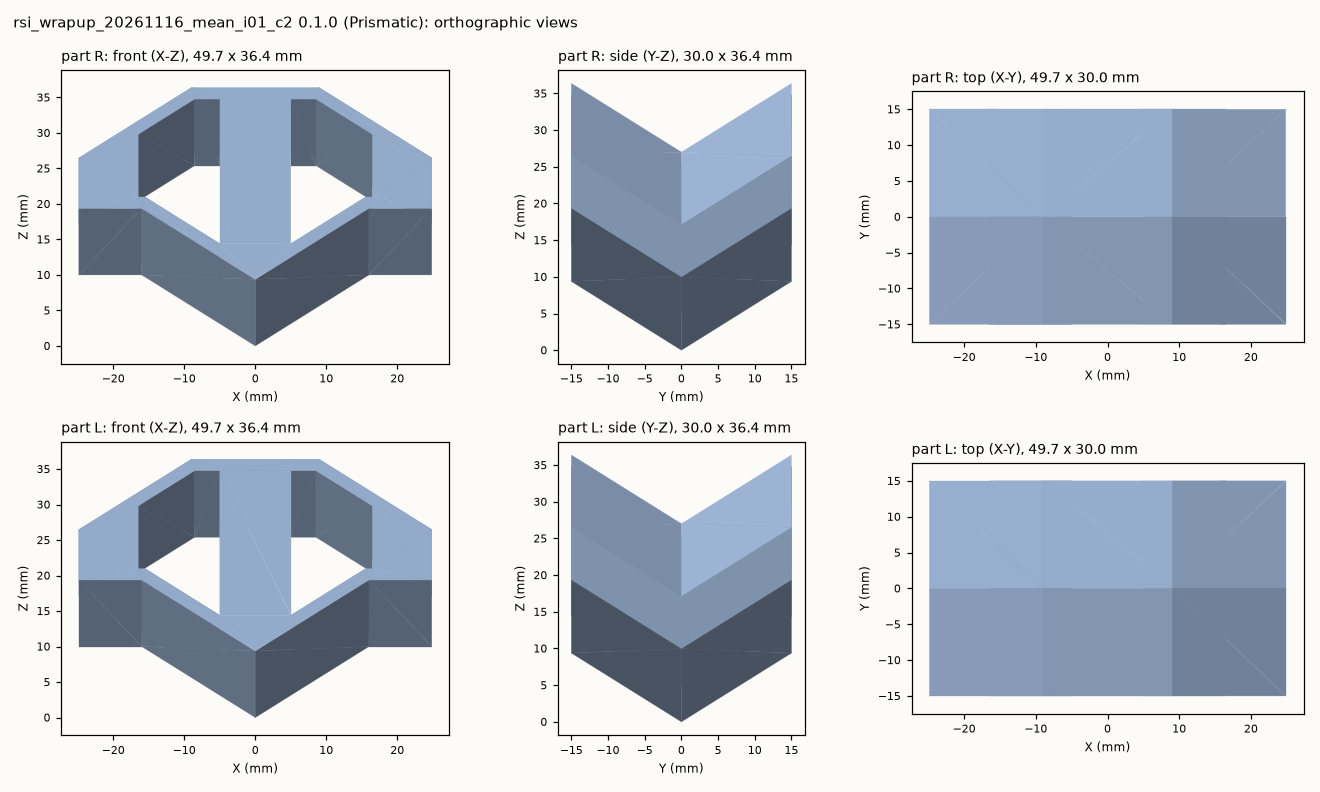 rsi_wrapup_20261116_mean_i01_c2 0.1.0 (Prismatic): orthographic views
part R: front (X-Z), 49.7 x 36.4 mm
35
30
25
20
15
10
5
0
Z (mm)
−20 −10 0 10 20
X (mm)
part R: side (Y-Z), 30.0 x 36.4 mm
35
30
25
20
15
10
5
0
Z (mm)
−15 −10 −5 0 5 10 15
Y (mm)
part R: top (X-Y), 49.7 x 30.0 mm
15
10
5
0
−5
−10
−15
Y (mm)
−20 −10 0 10 20
X (mm)
part L: front (X-Z), 49.7 x 36.4 mm
35
30
25
20
15
10
5
0
Z (mm)
−20 −10 0 10 20
X (mm)
part L: side (Y-Z), 30.0 x 36.4 mm
35
30
25
20
15
10
5
0
Z (mm)
−15 −10 −5 0 5 10 15
Y (mm)
part L: top (X-Y), 49.7 x 30.0 mm
15
10
5
0
−5
−10
−15
Y (mm)
−20 −10 0 10 20
X (mm)